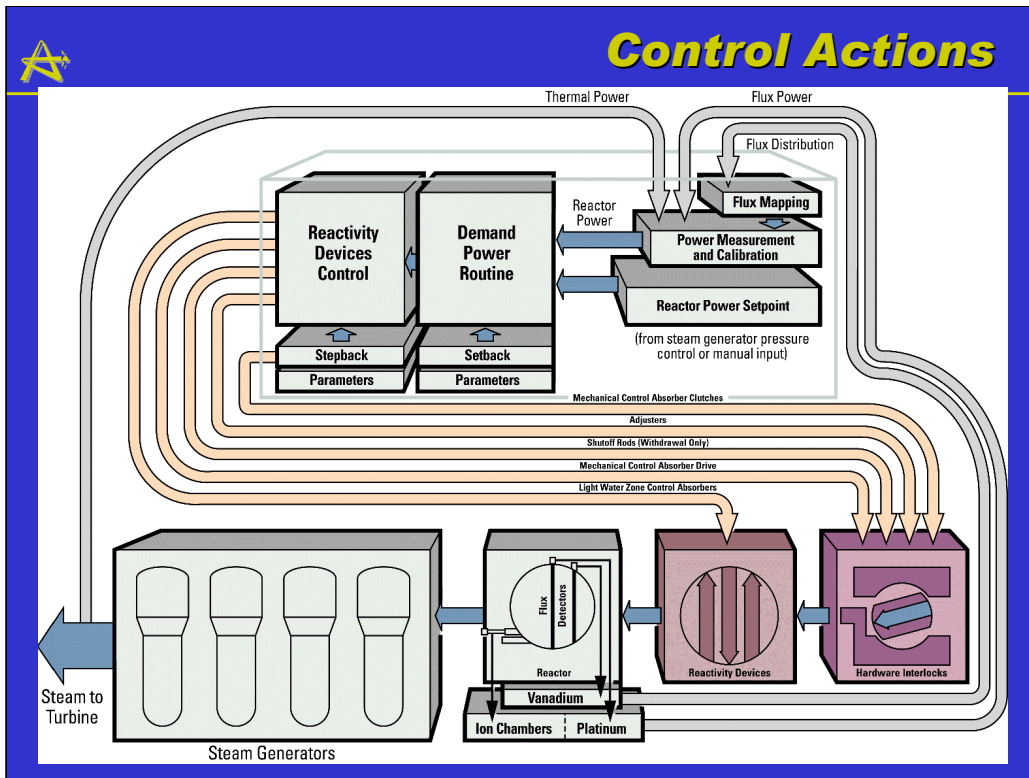 Control Actions
Thermal Power
Flux Power
Flux Distribution
Flux Mapping
Reactor
Power
Power Measurement
and Calibration
Reactivity
Devices
Control
Demand
Power
Routine
Reactor Power Setpoint
(from steam generator pressure
control or manual input)
Stepback
Parameters
Setback
Parameters
Mechanical Control Absorber Clutches
Adjusters
Shutoff Rods (Withdrawal Only)
Mechanical Control Absorber Drive
Light Water Zone Control Absorbers
Flux
Detectors
Reactor
Reactivity Devices
Hardware Interlocks
Vanadium
Ion Chambers
Platinum
Steam to
Turbine
Steam Generators